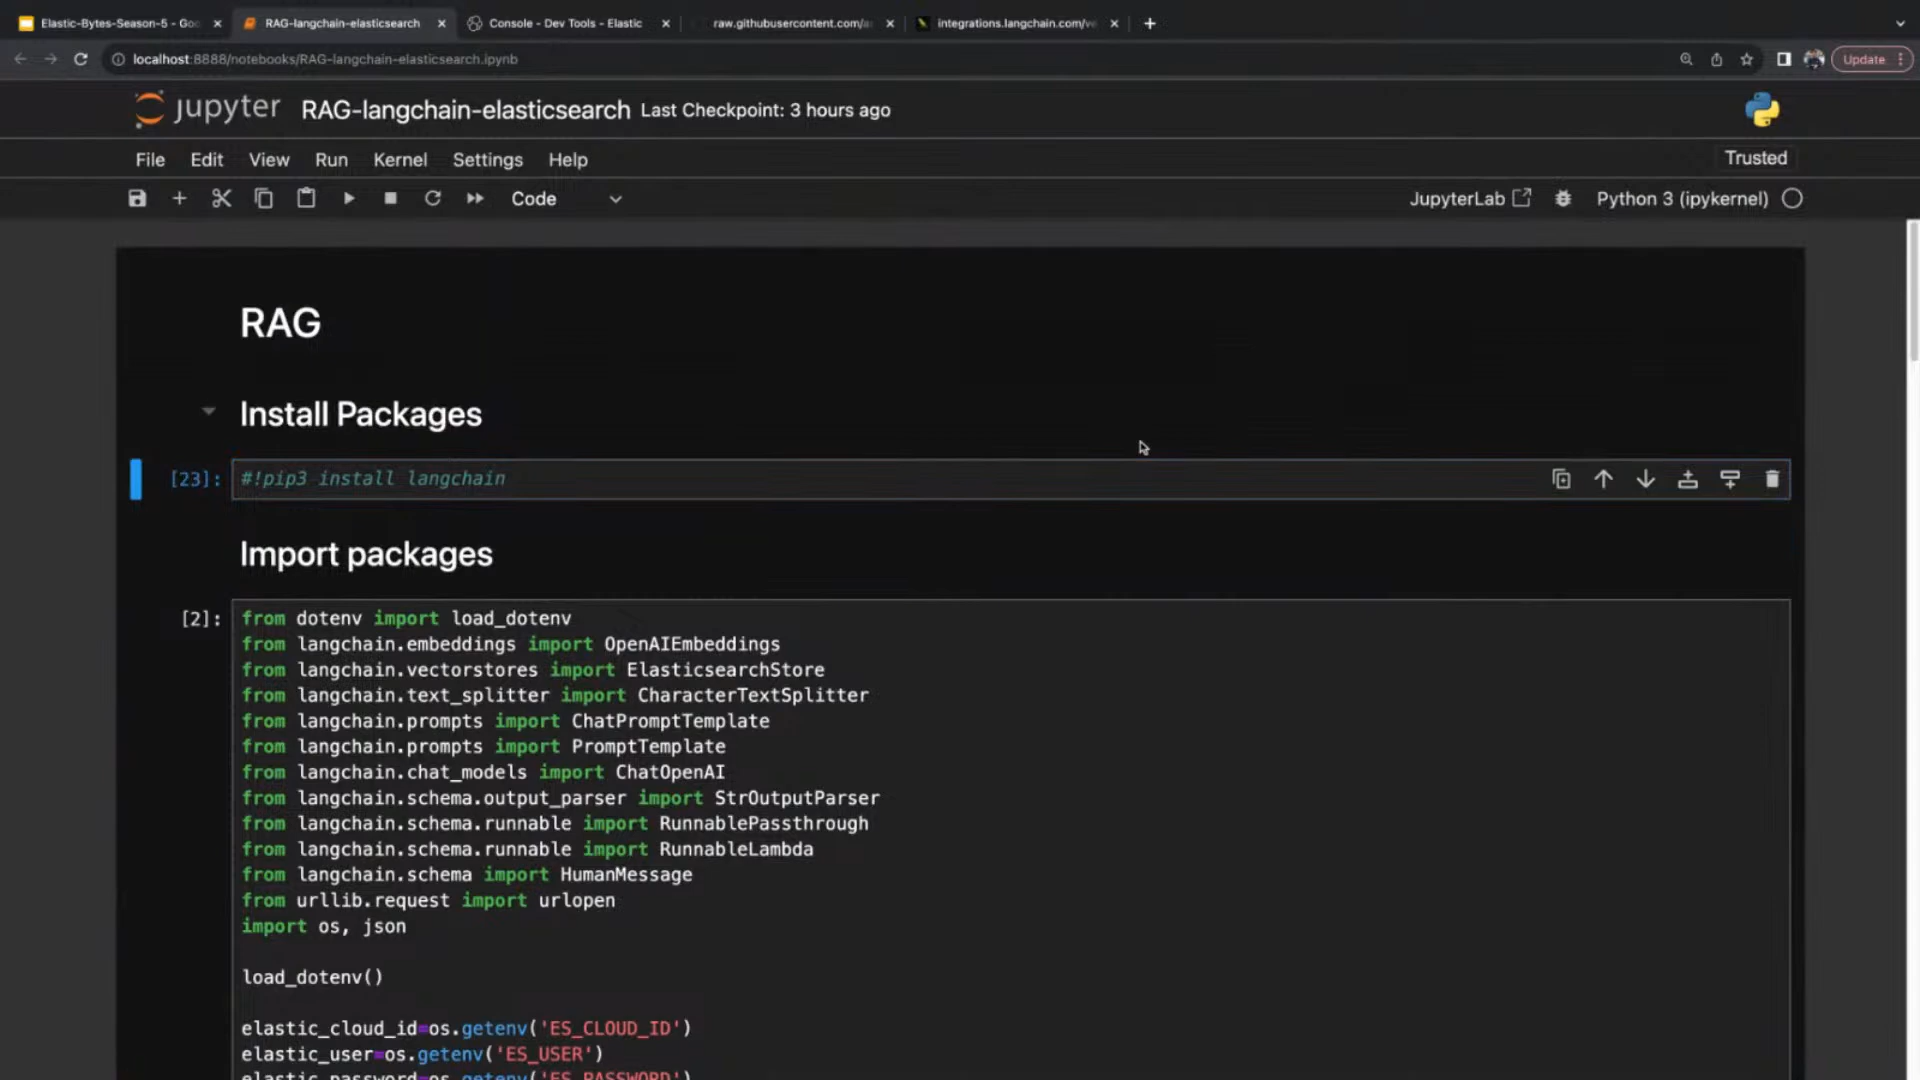 Elastic-Bytes-Season-5 - Goo
RAG-langchain-elasticsearch
Console - Dev Tools - Elastic
raw.githubusercontent.com/a
integrations.langchain.com/ve
localhost:8888/notebooks/RAG-langchain-elasticsearch.ipynb
Update
jupyter
RAG-langchain-elasticsearch Last Checkpoint: 3 hours ago
File Edit View Run Kernel Settings Help
Trusted
Code
JupyterLab
Python 3 (ipykernel)
RAG
Install Packages
[23]: #!pip3 install langchain
Import packages
[2]: from dotenv import load_dotenv
from langchain.embeddings import OpenAIEmbeddings
from langchain.vectorstores import ElasticsearchStore
from langchain.text_splitter import CharacterTextSplitter
from langchain.prompts import ChatPromptTemplate
from langchain.prompts import PromptTemplate
from langchain.chat_models import ChatOpenAI
from langchain.schema.output_parser import StrOutputParser
from langchain.schema.runnable import RunnablePassthrough
from langchain.schema.runnable import RunnableLambda
from langchain.schema import HumanMessage
from urllib.request import urlopen
import os, json
load_dotenv()
elastic_cloud_id=os.getenv('ES_CLOUD_ID')
elastic_user=os.getenv('ES_USER')
elastic_password=os.getenv('ES_PASSWORD')